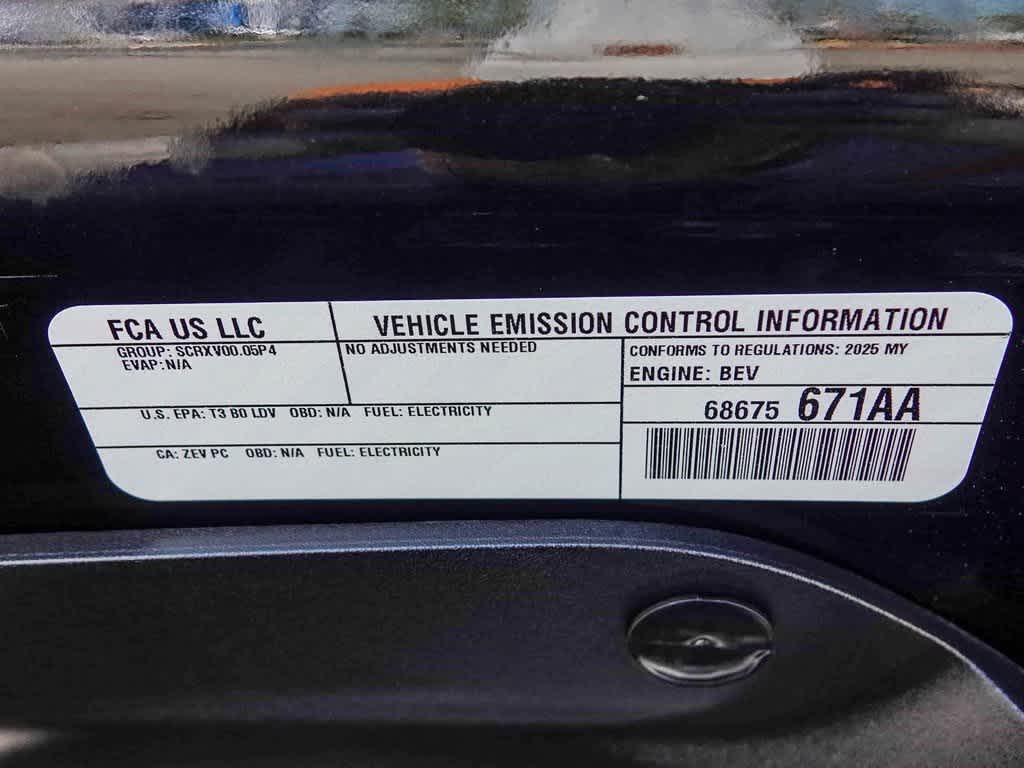 FCA US LLC
VEHICLE EMISSION CONTROL INFORMATION
GROUP: SCRXV00.05P4
EVAP:N/A
NO ADJUSTMENTS NEEDED
CONFORMS TO REGULATIONS: 2025 MY
ENGINE: BEV
68675 671AA
U.S. EPA: T3 B0 LDV OBD: N/A FUEL: ELECTRICITY
CA: ZEV PC OBD: N/A FUEL: ELECTRICITY